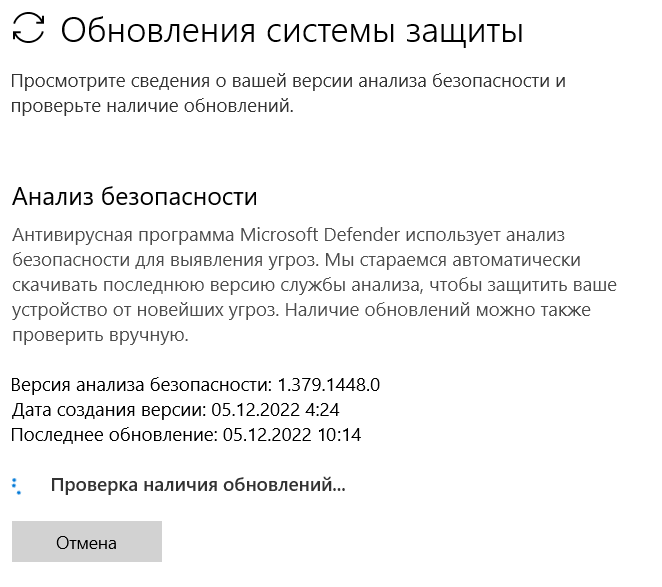 Обновления системы защиты
Просмотрите сведения о вашей версии анализа безопасности и
проверьте наличие обновлений.
Анализ безопасности
Антивирусная программа Microsoft Defender использует анализ
безопасности для выявления угроз. Мы стараемся автоматически
скачивать последнюю версию службы анализа, чтобы защитить ваше
устройство от новейших угроз. Наличие обновлений можно также
проверить вручную.
Версия анализа безопасности: 1.379.1448.0
Дата создания версии: 05.12.2022 4:24
Последнее обновление: 05.12.2022 10:14
Проверка наличия обновлений...
Отмена